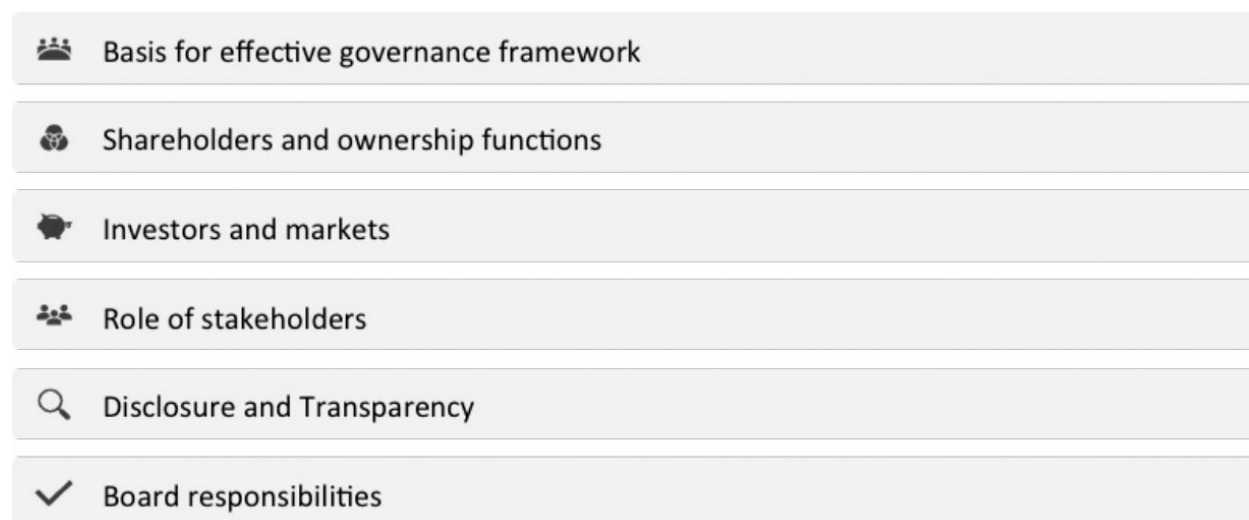 Basis for effective governance framework
Shareholders and ownership functions
Investors and markets
Role of stakeholders
Disclosure and Transparency
Board responsibilities